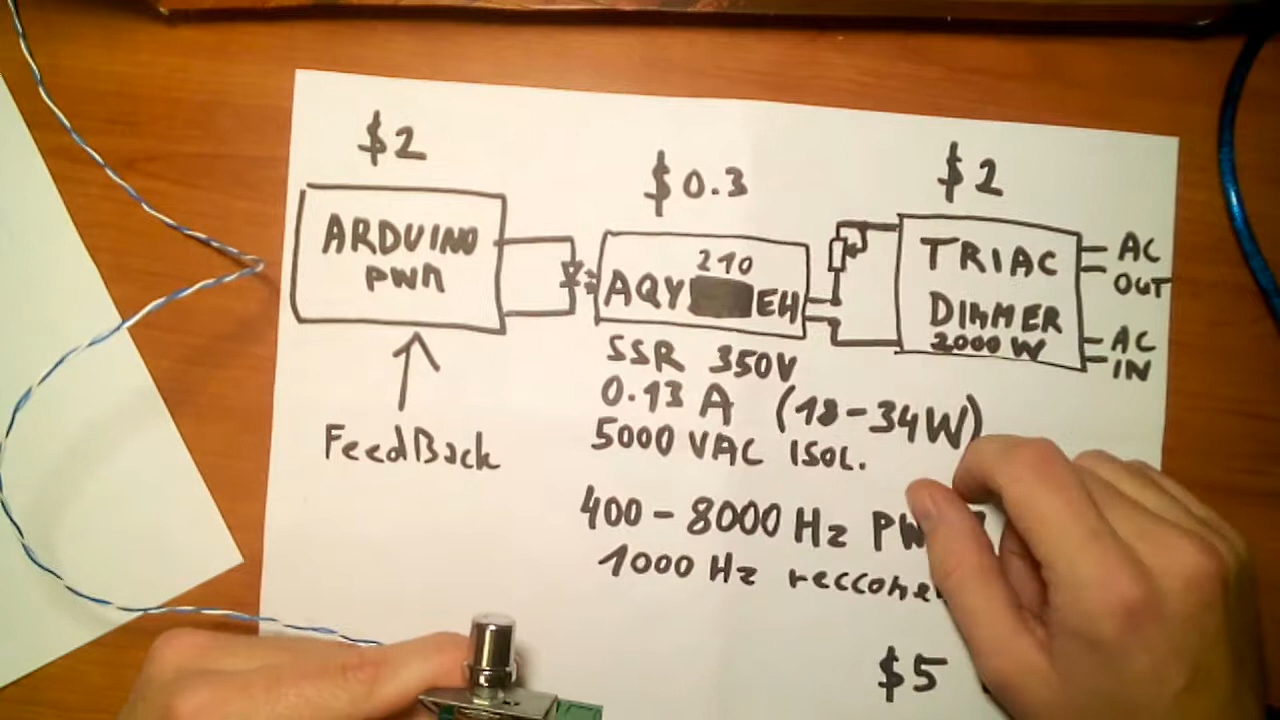 $2
$0.3
$2
ARDUINO
PWM
210
AQY EH
TRIAC
DIMMER
2000 W
AC
OUT
AC
IN
FeedBack
SSR 350V
0.13 A (18-34W)
5000 VAC ISOL.
400-8000 Hz
1000 Hz
$5